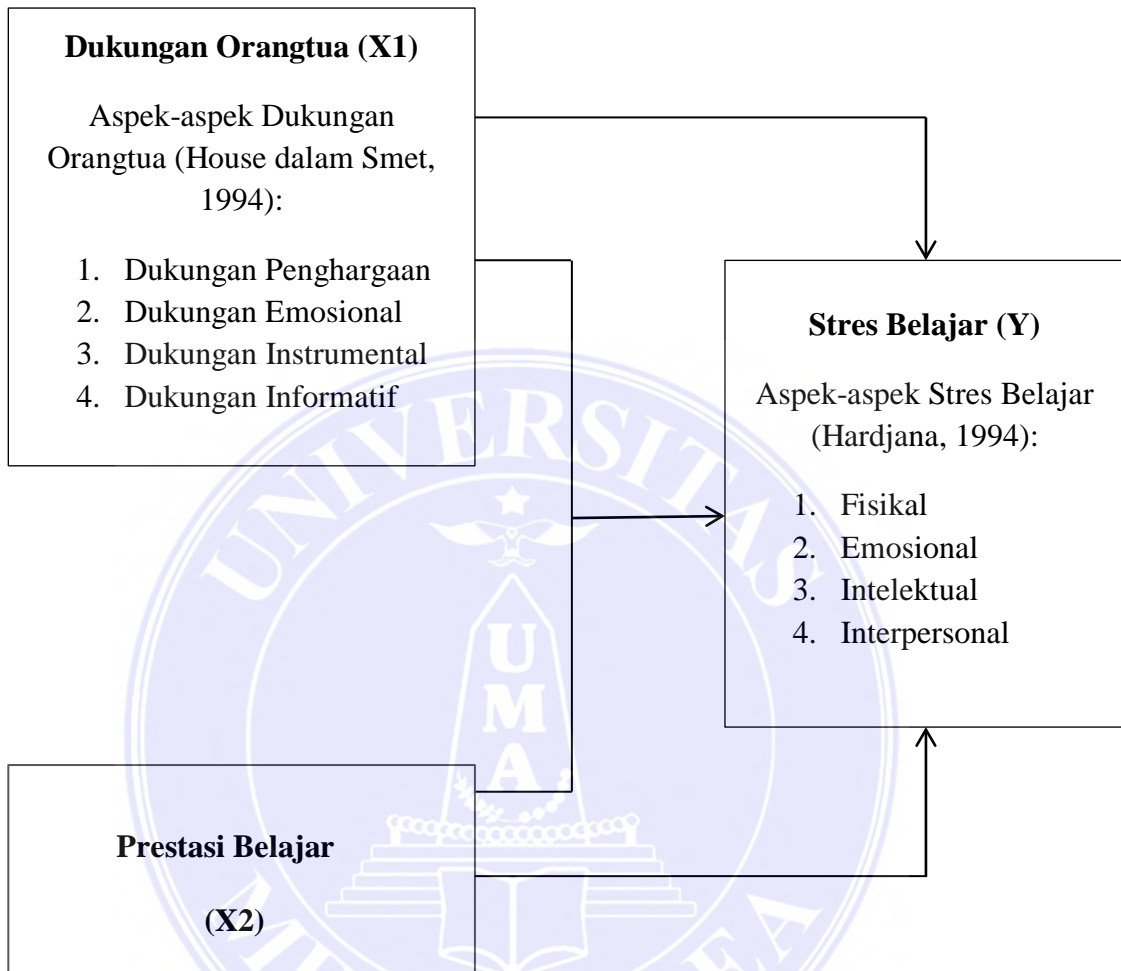 Dukungan Orangtua (X1)
Aspek-aspek Dukungan
Orangtua (House dalam Smet,
1994):
1. Dukungan Penghargaan
2. Dukungan Emosional
3. Dukungan Instrumental
4. Dukungan Informatif
Stres Belajar (Y)
Aspek-aspek Stres Belajar
(Hardjana, 1994):
1. Fisikal
2. Emosional
3. Intelektual
4. Interpersonal
Prestasi Belajar
(X2)
UNIVERSITAS
UMA